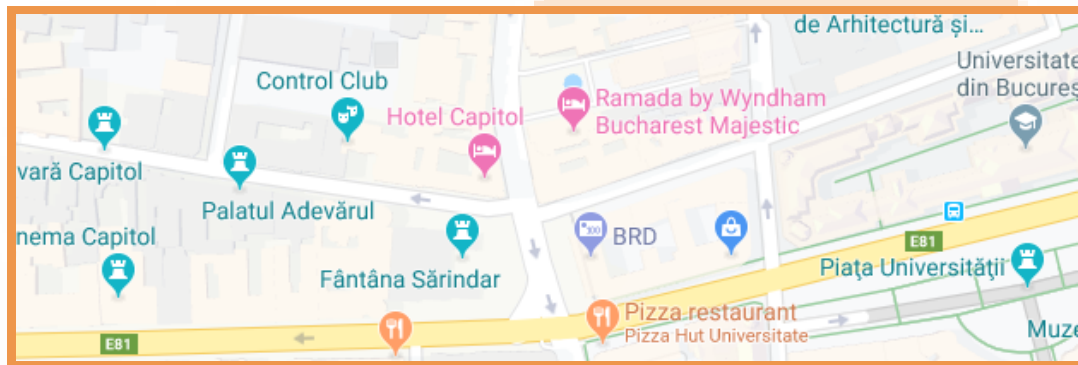 de Arhitectură și...
Universitate
din Bucureș
Control Club
Ramada by Wyndham
Bucharest Majestic
Hotel Capitol
vară Capitol
Palatul Adevărul
nema Capitol
BRD
E81
Fântâna Sărindar
Piața Universității
Pizza restaurant
Pizza Hut Universitate
Muze
E81